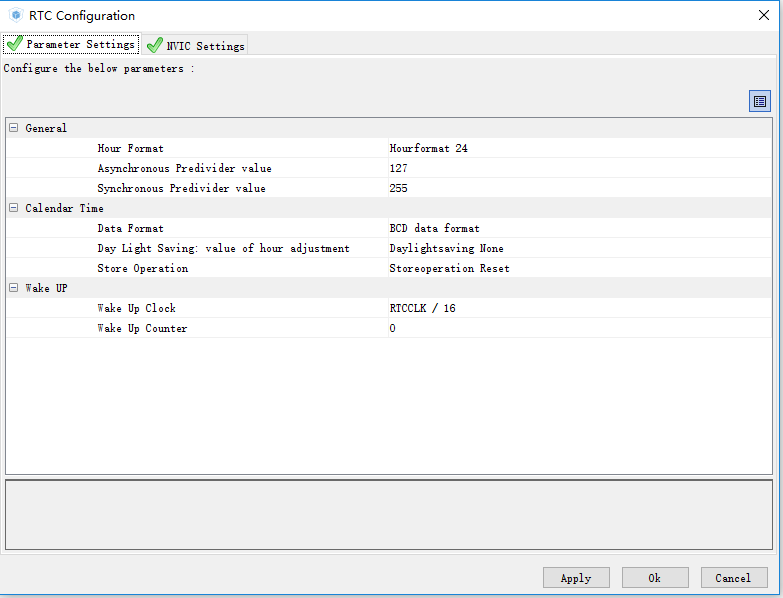 RTC Configuration
Parameter Settings NVIC Settings
Configure the below parameters :
General
Hour Format Hourformat 24
Asynchronous Predivider value 127
Synchronous Predivider value 255
Calendar Time
Data Format BCD data format
Day Light Saving: value of hour adjustment Daylightsaving None
Store Operation Storeoperation Reset
Wake UP
Wake Up Clock RTCCLK / 16
Wake Up Counter 0
Apply Ok Cancel